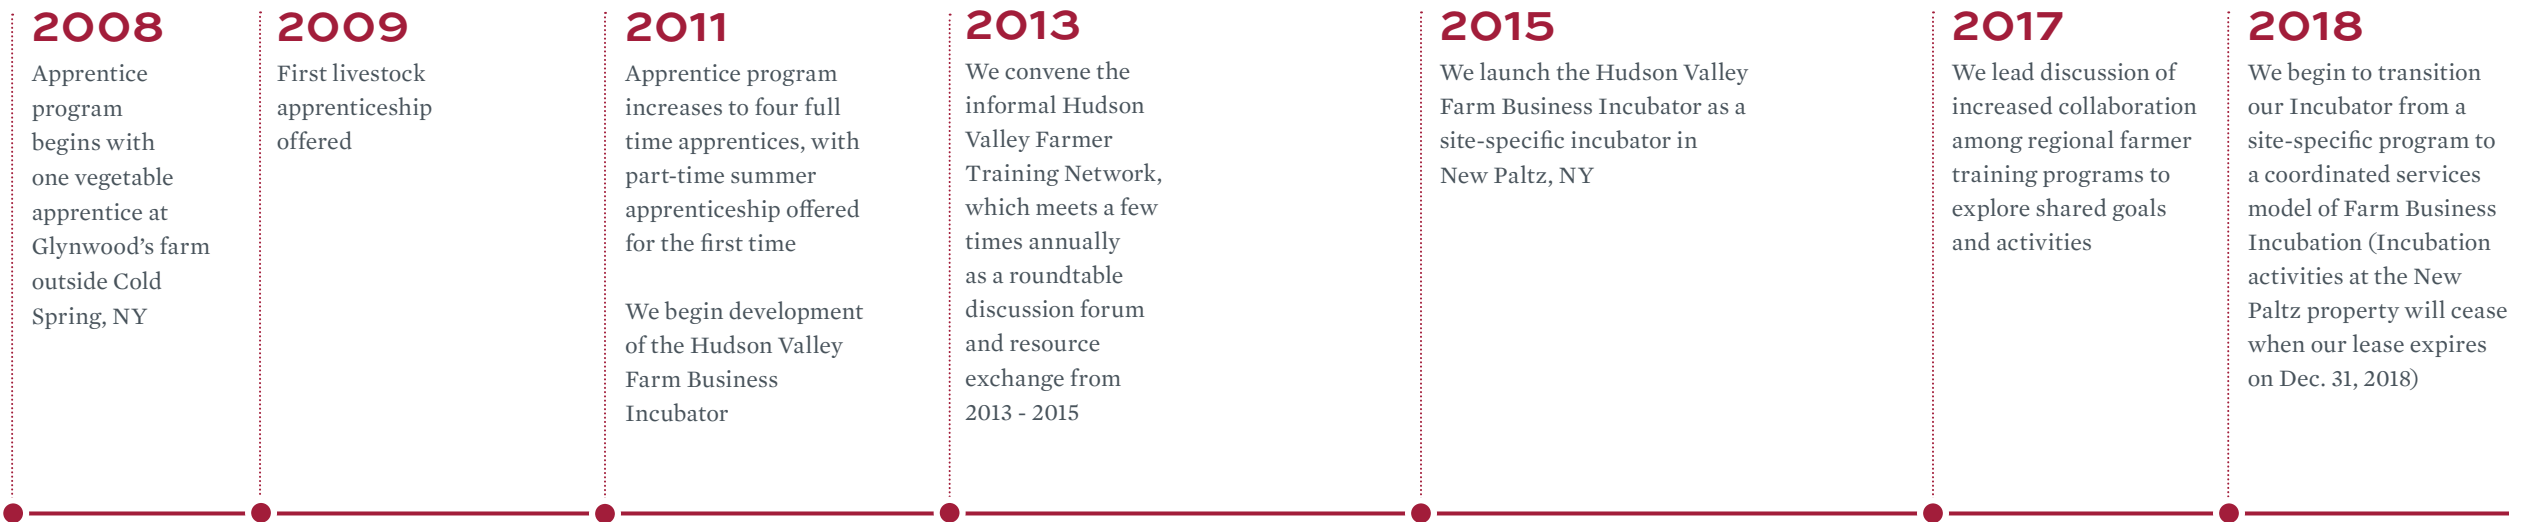 2008
Apprentice
program
begins with
one vegetable
apprentice at
Glynwood’s farm
outside Cold
Spring, NY
2009
First livestock
apprenticeship
offered
2011
Apprentice program
increases to four full
time apprentices, with
part-time summer
apprenticeship offered
for the first time
We begin development
of the Hudson Valley
Farm Business
Incubator
2013
We convene the
informal Hudson
Valley Farmer
Training Network,
which meets a few
times annually
as a roundtable
discussion forum
and resource
exchange from
2013 - 2015
2015
We launch the Hudson Valley
Farm Business Incubator as a
site-specific incubator in
New Paltz, NY
2017
We lead discussion of
increased collaboration
among regional farmer
training programs to
explore shared goals
and activities
2018
We begin to transition
our Incubator from a
site-specific program to
a coordinated services
model of Farm Business
Incubation (Incubation
activities at the New
Paltz property will cease
when our lease expires
on Dec. 31, 2018)